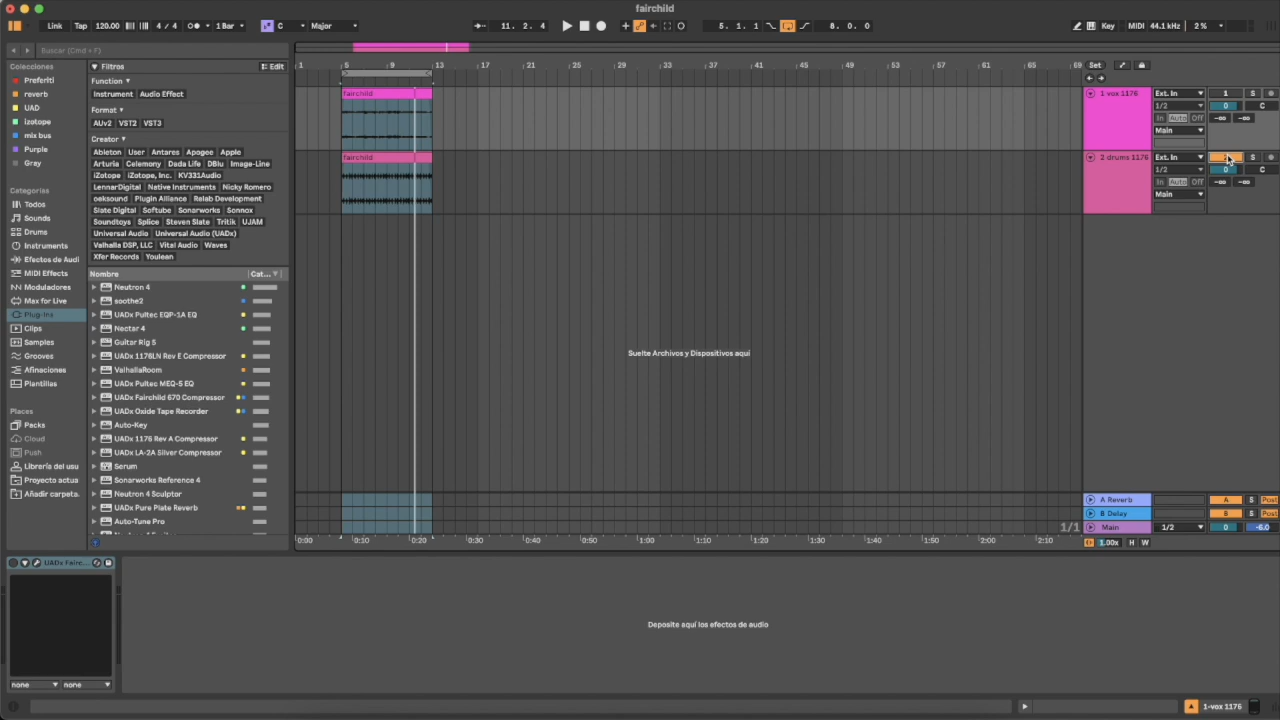 fairchild
Link Tap 120.00 4 / 4 1 Bar C Major 11. 2. 4 5. 1. 1 8. 0. 0 Key MIDI 44.1 kHz 2 %
Buscar (Cmd + F)
Colecciones
Preferiti
reverb
UAD
izotope
mix bus
Purple
Gray
Categorías
Todos
Sounds
Drums
Instruments
Efectos de Audi
MIDI Effects
Moduladores
Max for Live
Plug-Ins
Clips
Samples
Grooves
Afinaciones
Plantillas
Places
Packs
Cloud
Push
Librería del usu
Proyecto actua
Añadir carpeta.
Filtros Edit
Function
Instrument Audio Effect
Format
AUv2 VST2 VST3
Creator
Ableton User Antares Apogee Apple
Arturia Celemony Dada Life DBlu Image-Line
iZotope iZotope, Inc. KV331Audio
LennarDigital Native Instruments Nicky Romero
oeksound Plugin Alliance Relab Development
Slate Digital Softube Sonarworks Sonnox
Soundtoys Splice Steven Slate Tritik UJAM
Universal Audio Universal Audio (UADx)
Valhalla DSP, LLC Vital Audio Waves
Xfer Records Youlean
Nombre Cat...
Neutron 4
soothe2
UADx Pultec EQP-1A EQ
Nectar 4
Guitar Rig 5
UADx 1176LN Rev E Compressor
ValhallaRoom
UADx Pultec MEQ-5 EQ
UADx Fairchild 670 Compressor
UADx Oxide Tape Recorder
Auto-Key
UADx 1176 Rev A Compressor
UADx LA-2A Silver Compressor
Serum
Sonarworks Reference 4
Neutron 4 Sculptor
UADx Pure Plate Reverb
Auto-Tune Pro
1 5 9 13 17 21 25 29 33 37 41 45 49 53 57 61 65 69
Set
fairchild
fairchild
Suelte Archivos y Dispositivos aquí
1/1
0:00 0:10 0:20 0:30 0:40 0:50 1:00 1:10 1:20 1:30 1:40 1:50 2:00 2:10
1 vox 1176 Ext. In 1 S
1/2 0 C
In Auto Off -∞ -∞
Main
2 drums 1176 Ext. In S
1/2 0 C
In Auto Off -∞ -∞
Main
A Reverb A S Post
B Delay B S Post
Main 1/2 0 -6.0
1.00x H W
UADx Fairc...
none none
Deposite aquí los efectos de audio
1-vox 1176